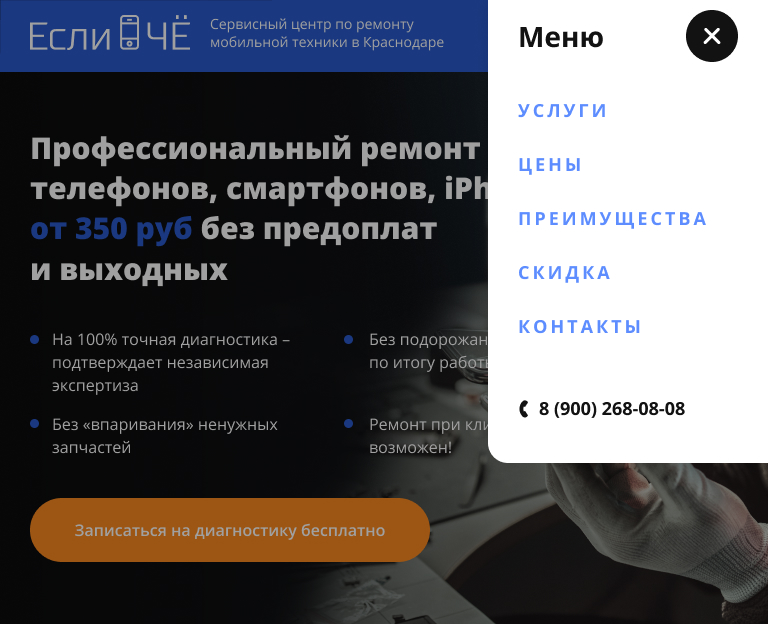 Если ЧЁ
Сервисный центр по ремонту
мобильной техники в Краснодаре
Меню
УСЛУГИ
ЦЕНЫ
ПРЕИМУЩЕСТВА
СКИДКА
КОНТАКТЫ
8 (900) 268-08-08
Профессиональный ремонт
телефонов, смартфонов, iPh
от 350 руб без предоплат
и выходных
На 100% точная диагностика –
подтверждает независимая
экспертиза
Без подорожан
по итогу работы
Без «впаривания» ненужных
запчастей
Ремонт при кли
возможен!
Записаться на диагностику бесплатно